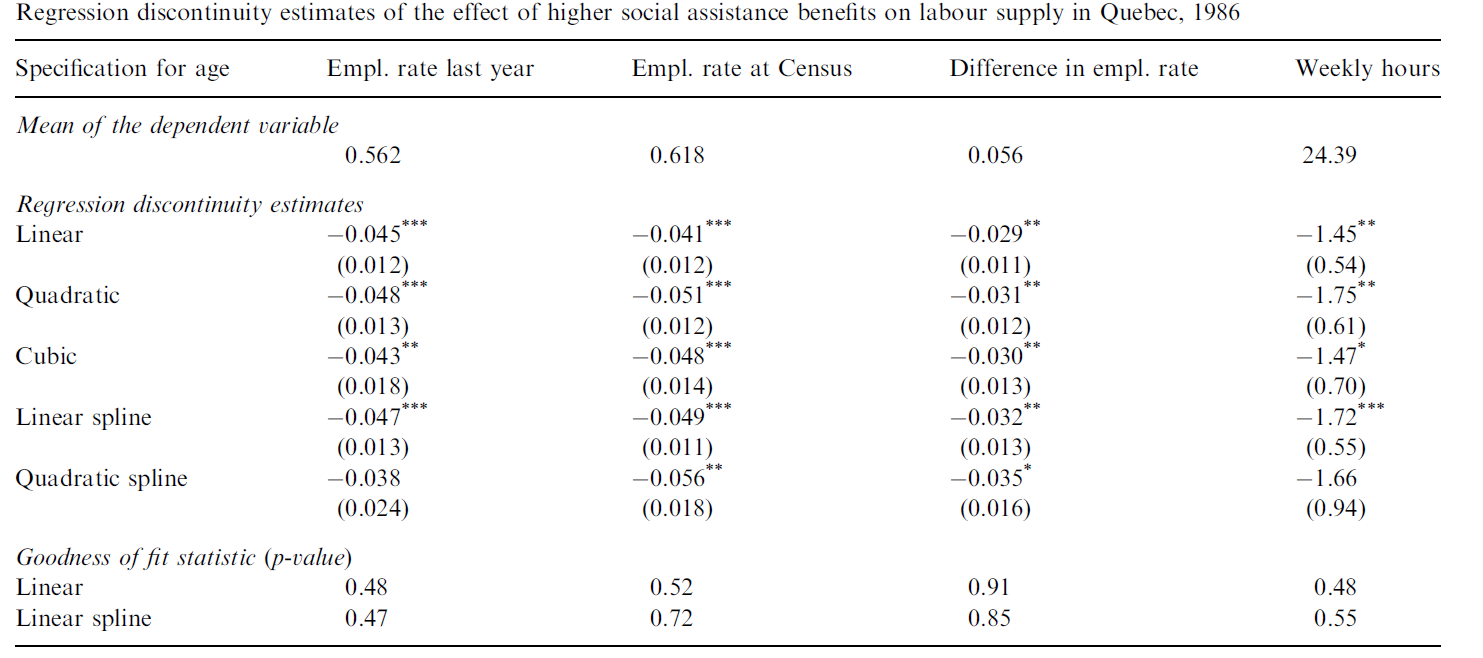 Regression discontinuity estimates of the effect of higher social assistance benefits on labour supply in Quebec, 1986
Specification for age Empl. rate last year Empl. rate at Census Difference in empl. rate Weekly hours
Mean of the dependent variable
0.562 0.618 0.056 24.39
Regression discontinuity estimates
Linear −0.045*** −0.041*** −0.029** −1.45**
(0.012) (0.012) (0.011) (0.54)
Quadratic −0.048*** −0.051*** −0.031** −1.75**
(0.013) (0.012) (0.012) (0.61)
Cubic −0.043** −0.048*** −0.030** −1.47*
(0.018) (0.014) (0.013) (0.70)
Linear spline −0.047*** −0.049*** −0.032** −1.72***
(0.013) (0.011) (0.013) (0.55)
Quadratic spline −0.038 −0.056** −0.035* −1.66
(0.024) (0.018) (0.016) (0.94)
Goodness of fit statistic (p-value)
Linear 0.48 0.52 0.91 0.48
Linear spline 0.47 0.72 0.85 0.55